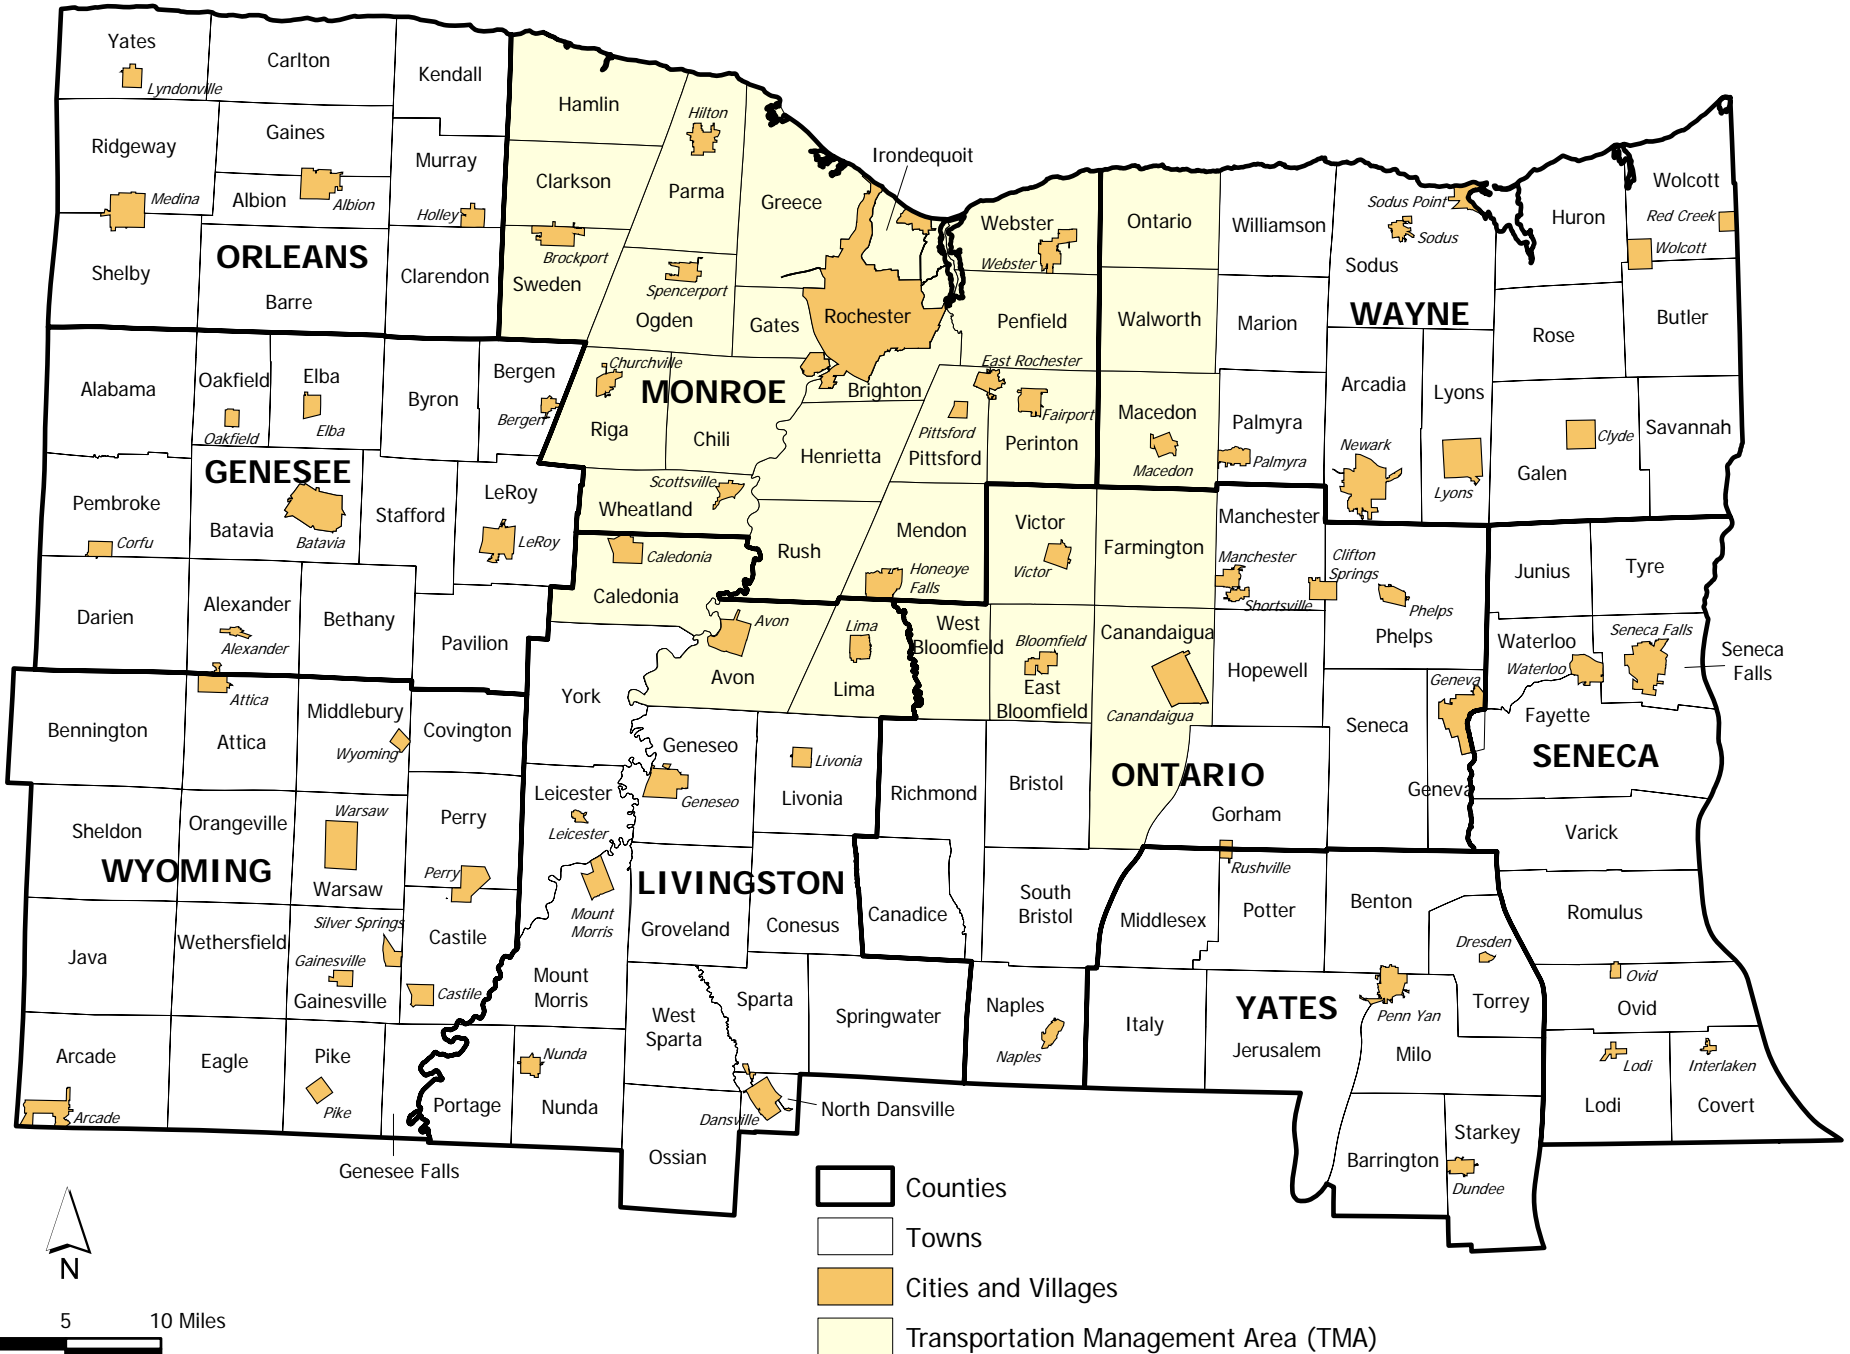 Yates
Lyndonville
Carlton
Kendall
Ridgeway
Medina
Gaines
Albion
Albion
Murray
Holley
Shelby
ORLEANS
Barre
Clarendon
Hamlin
Clarkson
Brockport
Sweden
Hilton
Parma
Spencerport
Ogden
Greece
Gates
Irondequoit
Rochester
Webster
Webster
Penfield
East Rochester
Churchville
MONROE
Riga
Chili
Brighton
Henrietta
Pittsford
Pittsford
Fairport
Perinton
Scottsville
Wheatland
Rush
Mendon
Honeoye
Falls
Ontario
Walworth
Macedon
Macedon
Williamson
Marion
Palmyra
Palmyra
Sodus Point
Sodus
Sodus
WAYNE
Arcadia
Newark
Lyons
Lyons
Huron
Wolcott
Red Creek
Wolcott
Rose
Butler
Galen
Clyde
Savannah
Alabama
Oakfield
Oakfield
Elba
Elba
Byron
Bergen
Bergen
GENESEE
Pembroke
Corfu
Batavia
Batavia
Stafford
LeRoy
LeRoy
Darien
Alexander
Alexander
Bethany
Pavilion
Bennington
Attica
Attica
Middlebury
Wyoming
Covington
Sheldon
Orangeville
Warsaw
Warsaw
Perry
Perry
WYOMING
Java
Wethersfield
Silver Springs
Gainesville
Gainesville
Castile
Castile
Arcade
Arcade
Eagle
Pike
Pike
Genesee Falls
Caledonia
Caledonia
Avon
Avon
Lima
Lima
York
Geneseo
Geneseo
Livonia
Livonia
Leicester
Leicester
LIVINGSTON
Mount
Morris
Mount
Morris
Groveland
Conesus
West
Sparta
Sparta
Springwater
Portage
Nunda
Nunda
Dansville
North Dansville
Ossian
Victor
Victor
Farmington
Manchester
Manchester
Shortsville
Clifton
Springs
Phelps
Phelps
West
Bloomfield
Bloomfield
East
Bloomfield
Canandaigua
Canandaigua
Hopewell
Seneca
Geneva
Geneva
Richmond
Bristol
ONTARIO
Gorham
Rushville
Canadice
South
Bristol
Naples
Naples
Middlesex
Potter
Benton
Italy
YATES
Jerusalem
Penn Yan
Dresden
Torrey
Milo
Barrington
Starkey
Dundee
Junius
Tyre
Waterloo
Waterloo
Seneca Falls
Seneca
Falls
Fayette
SENECA
Varick
Romulus
Ovid
Ovid
Lodi
Lodi
Interlaken
Covert
Counties
Towns
Cities and Villages
Transportation Management Area (TMA)
N
5 10 Miles